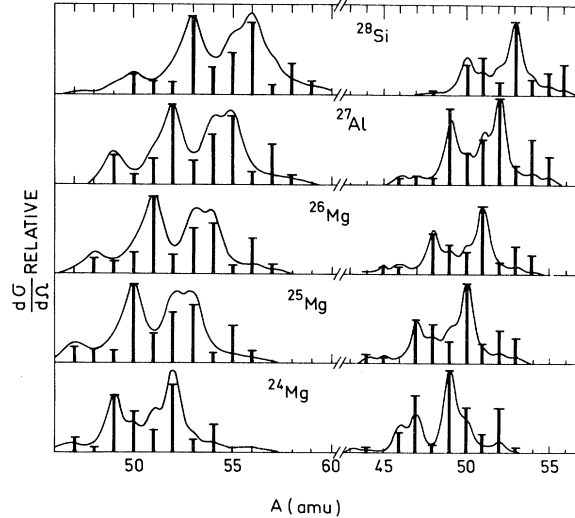 ²⁸Si
²⁷Al
²⁶Mg
²⁵Mg
²⁴Mg
dσ/dΩ RELATIVE
50 55 60 45 50 55
A (amu)